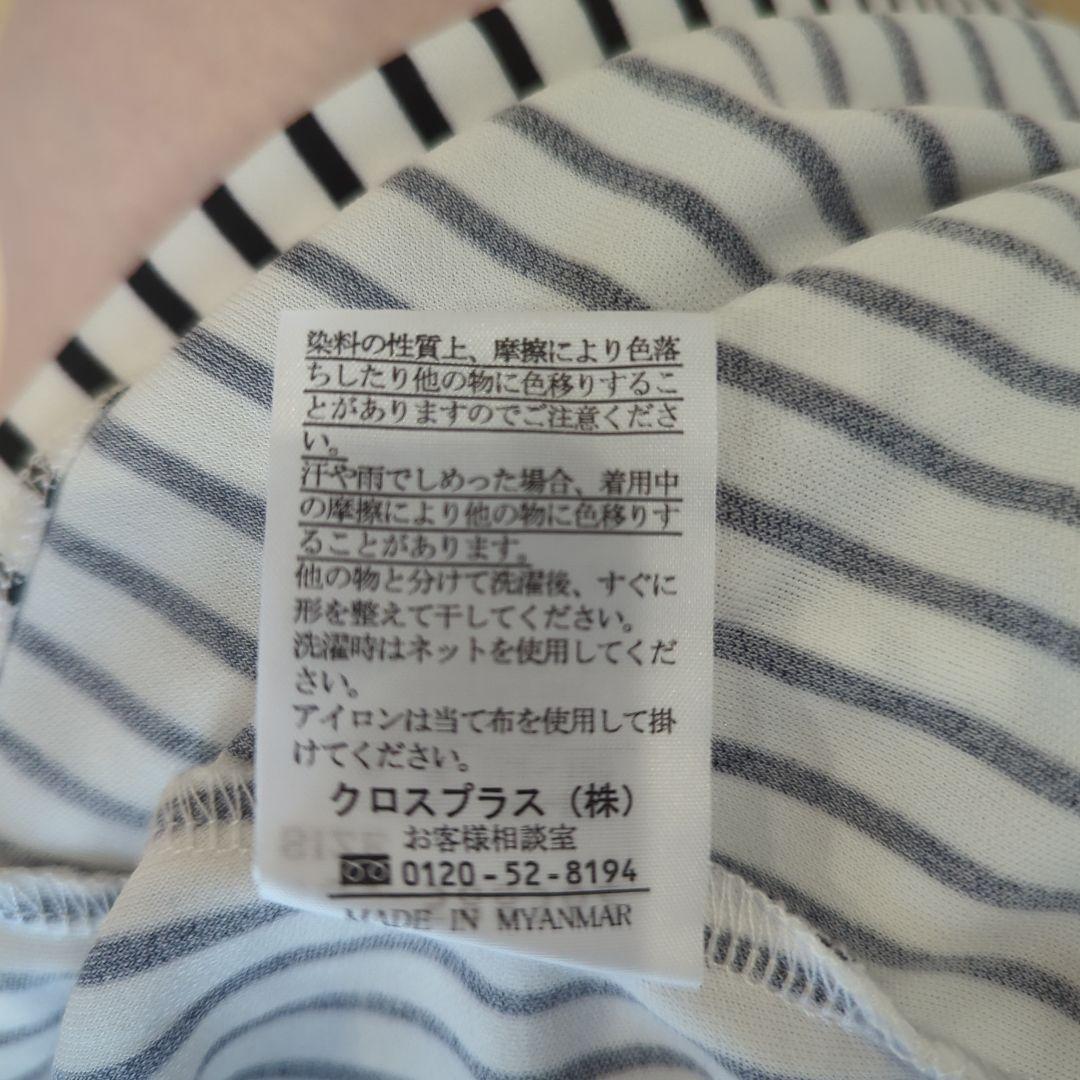 染料の性質上、摩擦により色落
ちしたり他の物に色移りするこ
とがありますのでご注意くださ
い。
汗や雨でしめった場合、着用中
の摩擦により他の物に色移りす
ることがあります。
他の物と分けて洗濯後、すぐに
形を整えて干してください。
洗濯時はネットを使用してくだ
さい。
アイロンは当て布を使用して掛
けてください。
クロスプラス（株）
お客様相談室
0120-52-8194
MADE IN MYANMAR